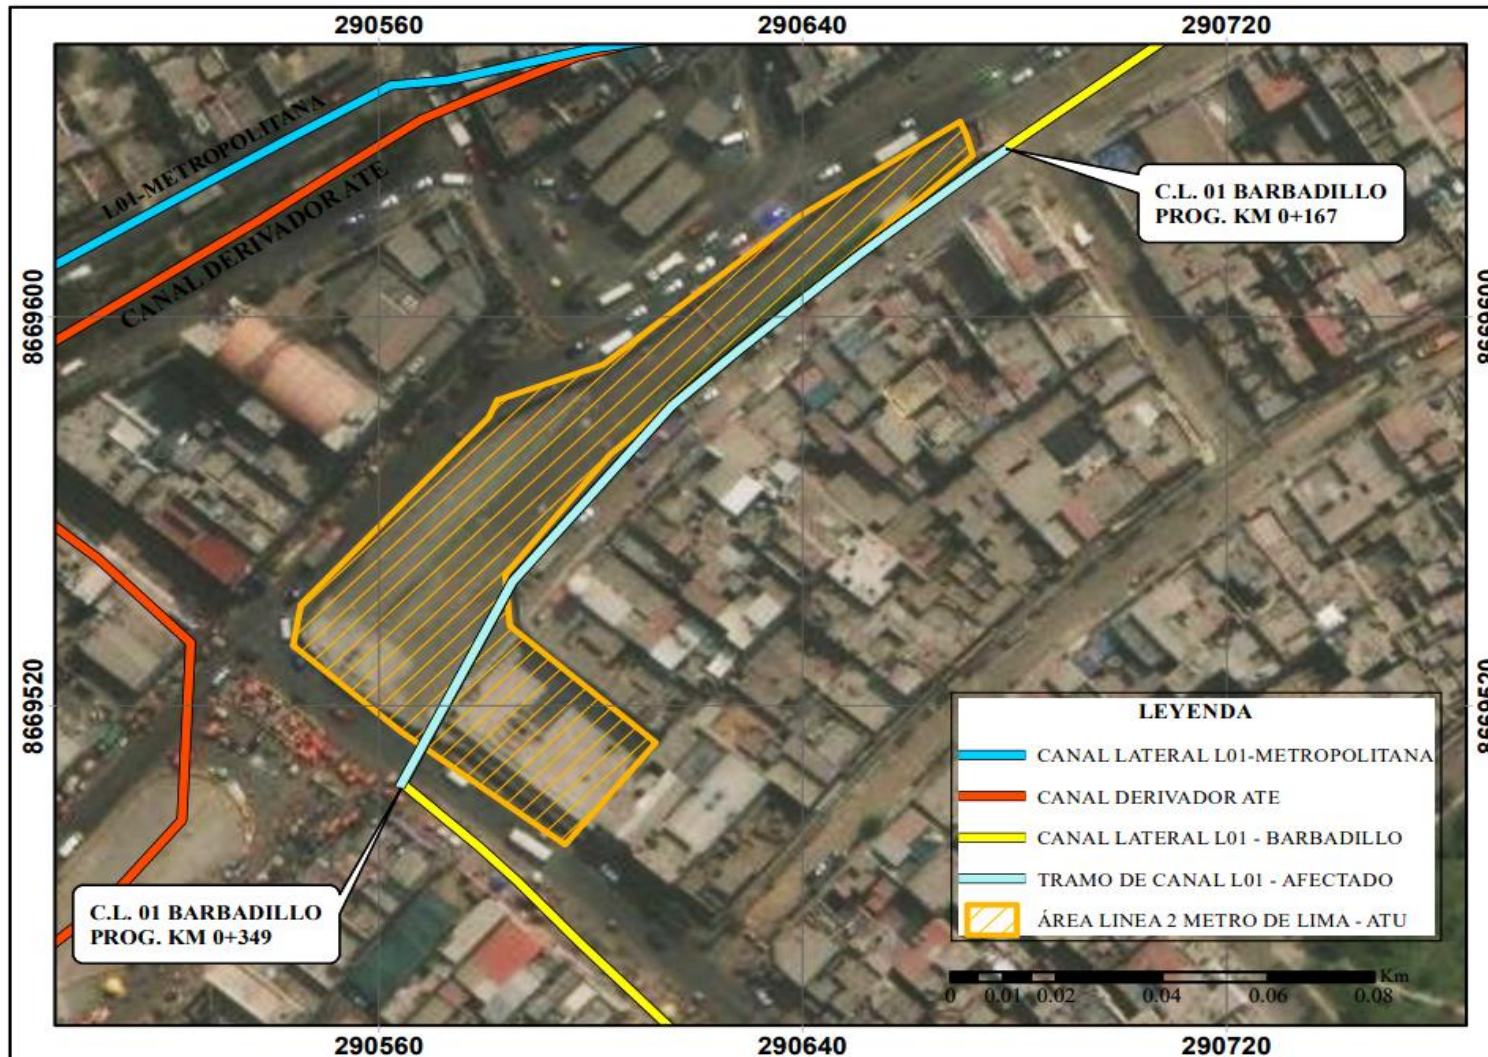 290560
290640
290720
L01-METROPOLITANA
CANAL DERIVADOR ATE
C.L. 01 BARBADILLO
PROG. KM 0+167
8669600
8669600
8669520
8669520
LEYENDA
CANAL LATERAL L01-METROPOLITANA
CANAL DERIVADOR ATE
CANAL LATERAL L01 - BARBADILLO
TRAMO DE CANAL L01 - AFECTADO
ÁREA LINEA 2 METRO DE LIMA - ATU
C.L. 01 BARBADILLO
PROG. KM 0+349
Km
0 0.01 0.02 0.04 0.06 0.08
290560
290640
290720